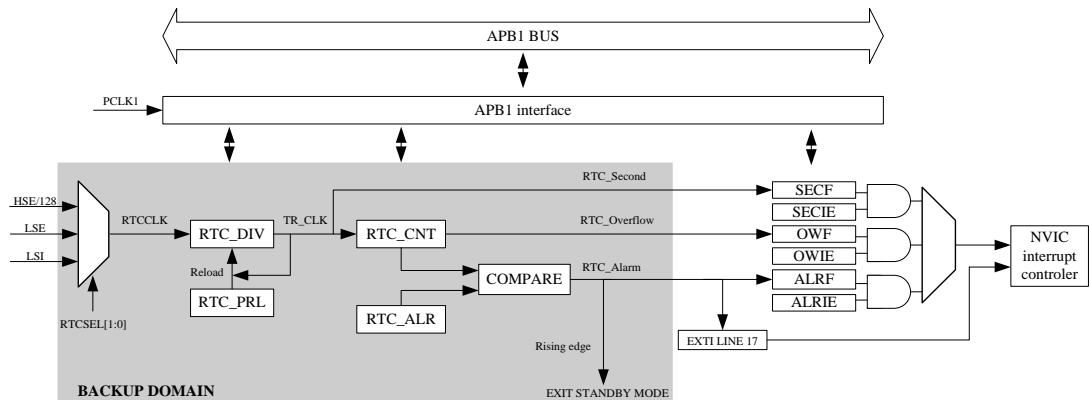 APB1 BUS
PCLK1
APB1 interface
HSE/128
LSE
LSI
RTCSEL[1:0]
RTCCLK
RTC_DIV
TR_CLK
Reload
RTC_PRL
RTC_CNT
RTC_ALR
COMPARE
RTC_Second
RTC_Overflow
RTC_Alarm
Rising edge
EXIT STANDBY MODE
BACKUP DOMAIN
SECF
SECIE
OWF
OWIE
ALRF
ALRIE
EXTI LINE 17
NVIC
interrupt
controler